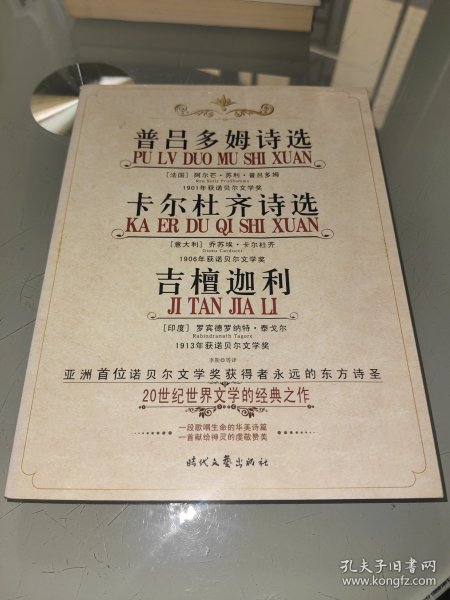 普吕多姆诗选
PU LV DUO MU SHI XUAN
[法国] 阿尔芒·苏利·普吕多姆
1901年获诺贝尔文学奖
卡尔杜齐诗选
KA ER DU QI SHI XUAN
[意大利] 乔苏埃·卡尔杜齐
Giosu Carducci
1906年获诺贝尔文学奖
吉檀迦利
JI TAN JIA LI
[印度] 罗宾德罗纳特·泰戈尔
Rabindranath Tagore
1913年获诺贝尔文学奖
亚洲首位诺贝尔文学奖获得者永远的东方诗圣
20世纪世界文学的经典之作
一段歌唱生命的华美诗篇
一首献给神灵的虔敬赞美
时代文艺出版社
孔夫子旧书网
www.kongfz.com